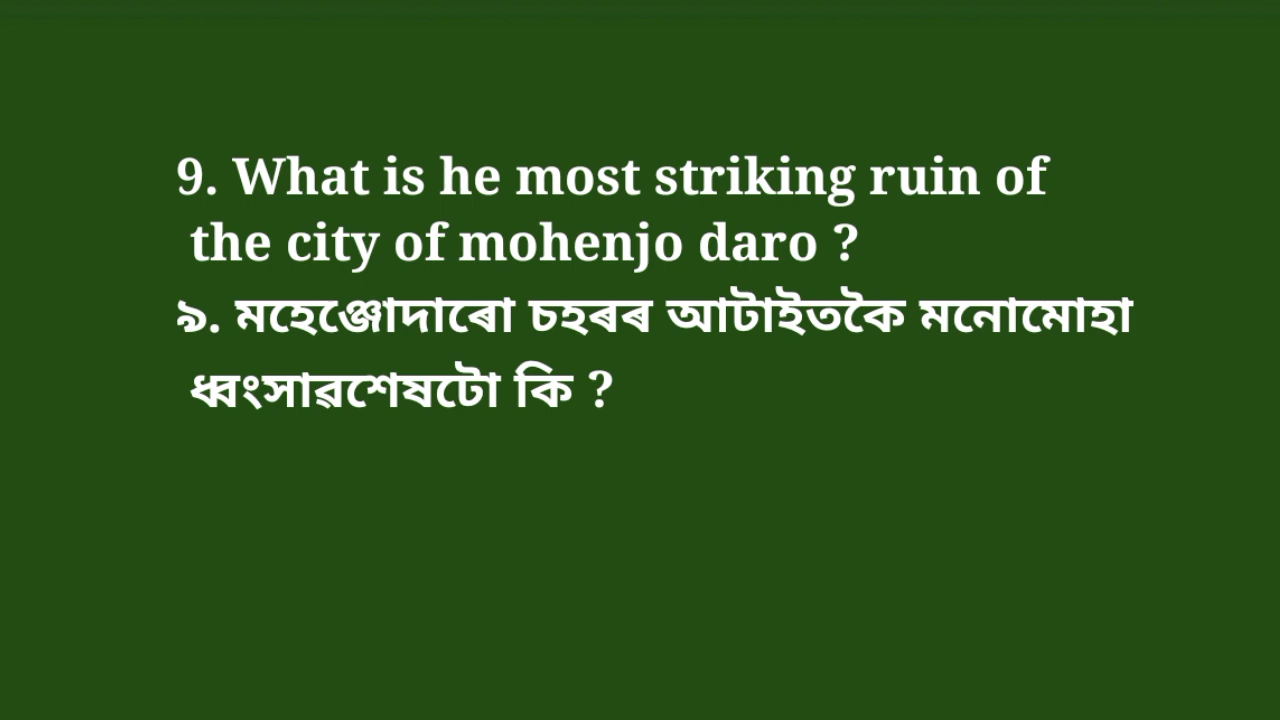 9. What is he most striking ruin of
the city of mohenjo daro ?
৯. মহেঞ্জোদাৰো চহৰৰ আটাইতকৈ মনোমোহা
ধ্বংসাৱশেষটো কি ?